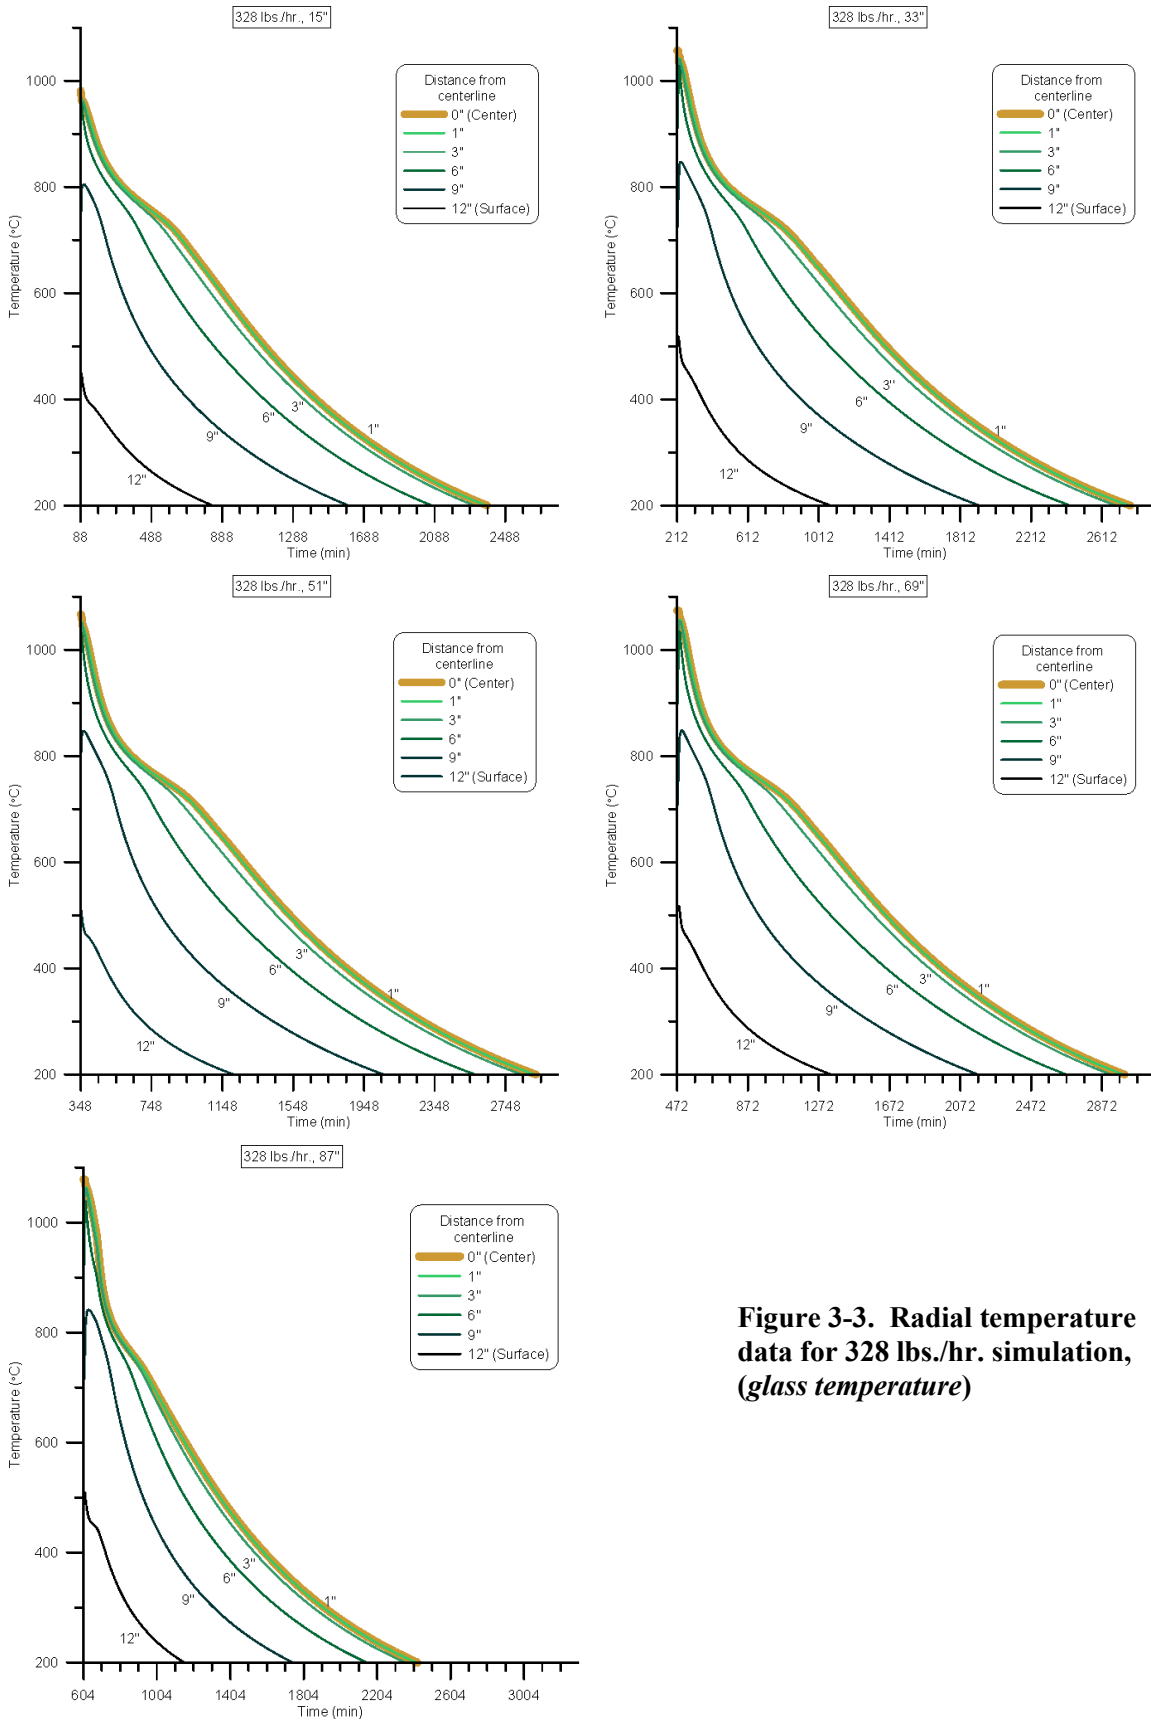 328 lbs./hr., 15"
1000
800
600
400
200
Temperature (°C)
Distance from
centerline
0" (Center)
1"
3"
6"
9"
12" (Surface)
12"
9"
6"
3"
1"
88 488 888 1288 1688 2088 2488
Time (min)
328 lbs./hr., 33"
1000
800
600
400
200
Temperature (°C)
Distance from
centerline
0" (Center)
1"
3"
6"
9"
12" (Surface)
12"
9"
6"
3"
1"
212 612 1012 1412 1812 2212 2612
Time (min)
328 lbs./hr., 51"
1000
800
600
400
200
Temperature (°C)
Distance from
centerline
0" (Center)
1"
3"
6"
9"
12" (Surface)
12"
9"
6"
3"
1"
348 748 1148 1548 1948 2348 2748
Time (min)
328 lbs./hr., 69"
1000
800
600
400
200
Temperature (°C)
Distance from
centerline
0" (Center)
1"
3"
6"
9"
12" (Surface)
12"
9"
6"
3"
1"
472 872 1272 1672 2072 2472 2872
Time (min)
328 lbs./hr., 87"
1000
800
600
400
200
Temperature (°C)
Distance from
centerline
0" (Center)
1"
3"
6"
9"
12" (Surface)
12"
9"
6"
3"
1"
604 1004 1404 1804 2204 2604 3004
Time (min)
Figure 3-3. Radial temperature
data for 328 lbs./hr. simulation,
(glass temperature)